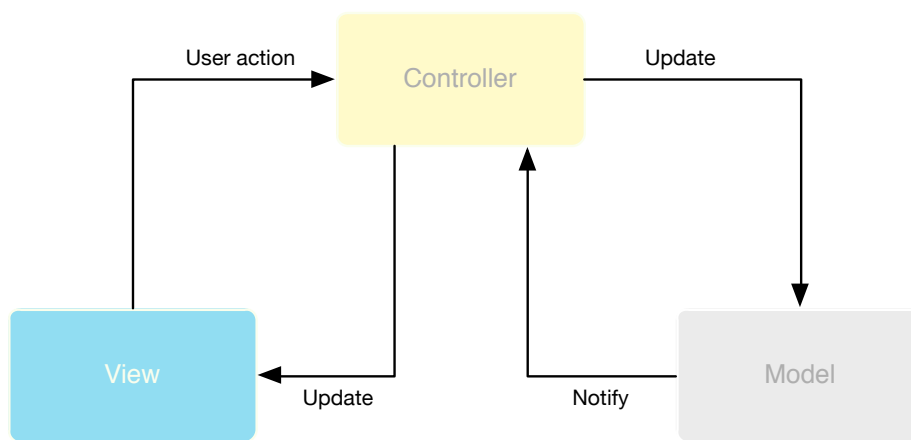 User action
Controller
Update
View
Update
Notify
Model